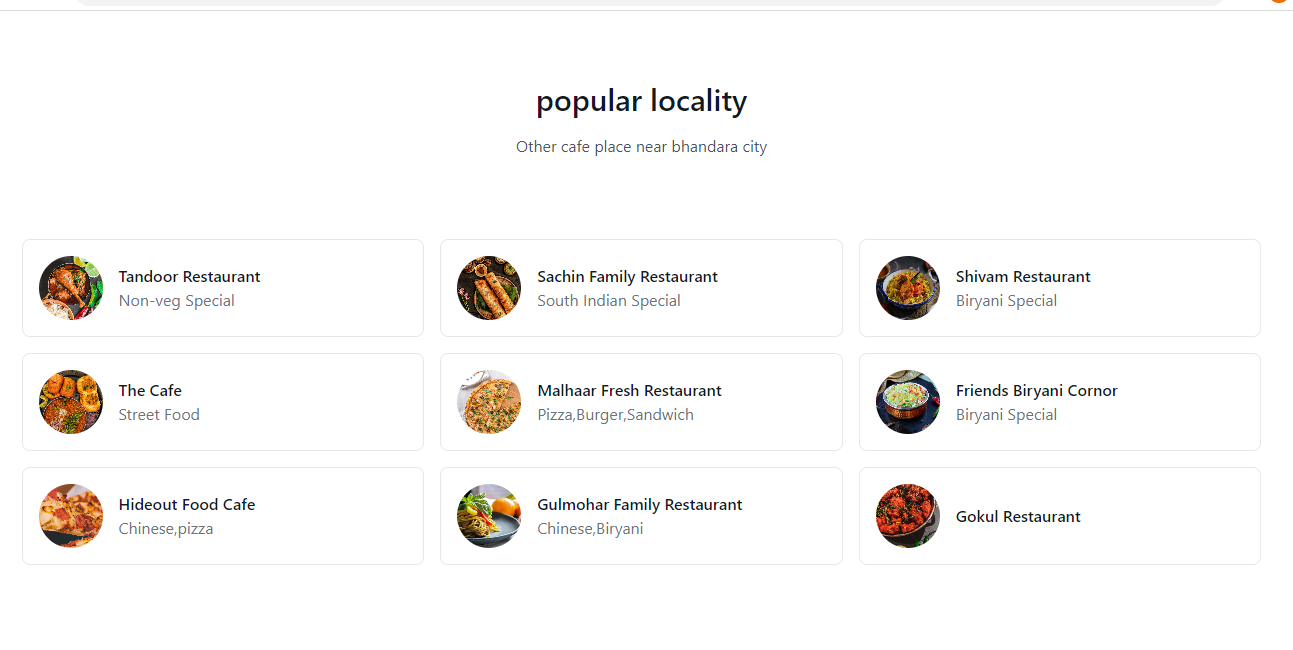 popular locality
Other cafe place near bhandara city
Tandoor Restaurant
Non-veg Special
Sachin Family Restaurant
South Indian Special
Shivam Restaurant
Biryani Special
The Cafe
Street Food
Malhaar Fresh Restaurant
Pizza,Burger,Sandwich
Friends Biryani Cornor
Biryani Special
Hideout Food Cafe
Chinese,pizza
Gulmohar Family Restaurant
Chinese,Biryani
Gokul Restaurant